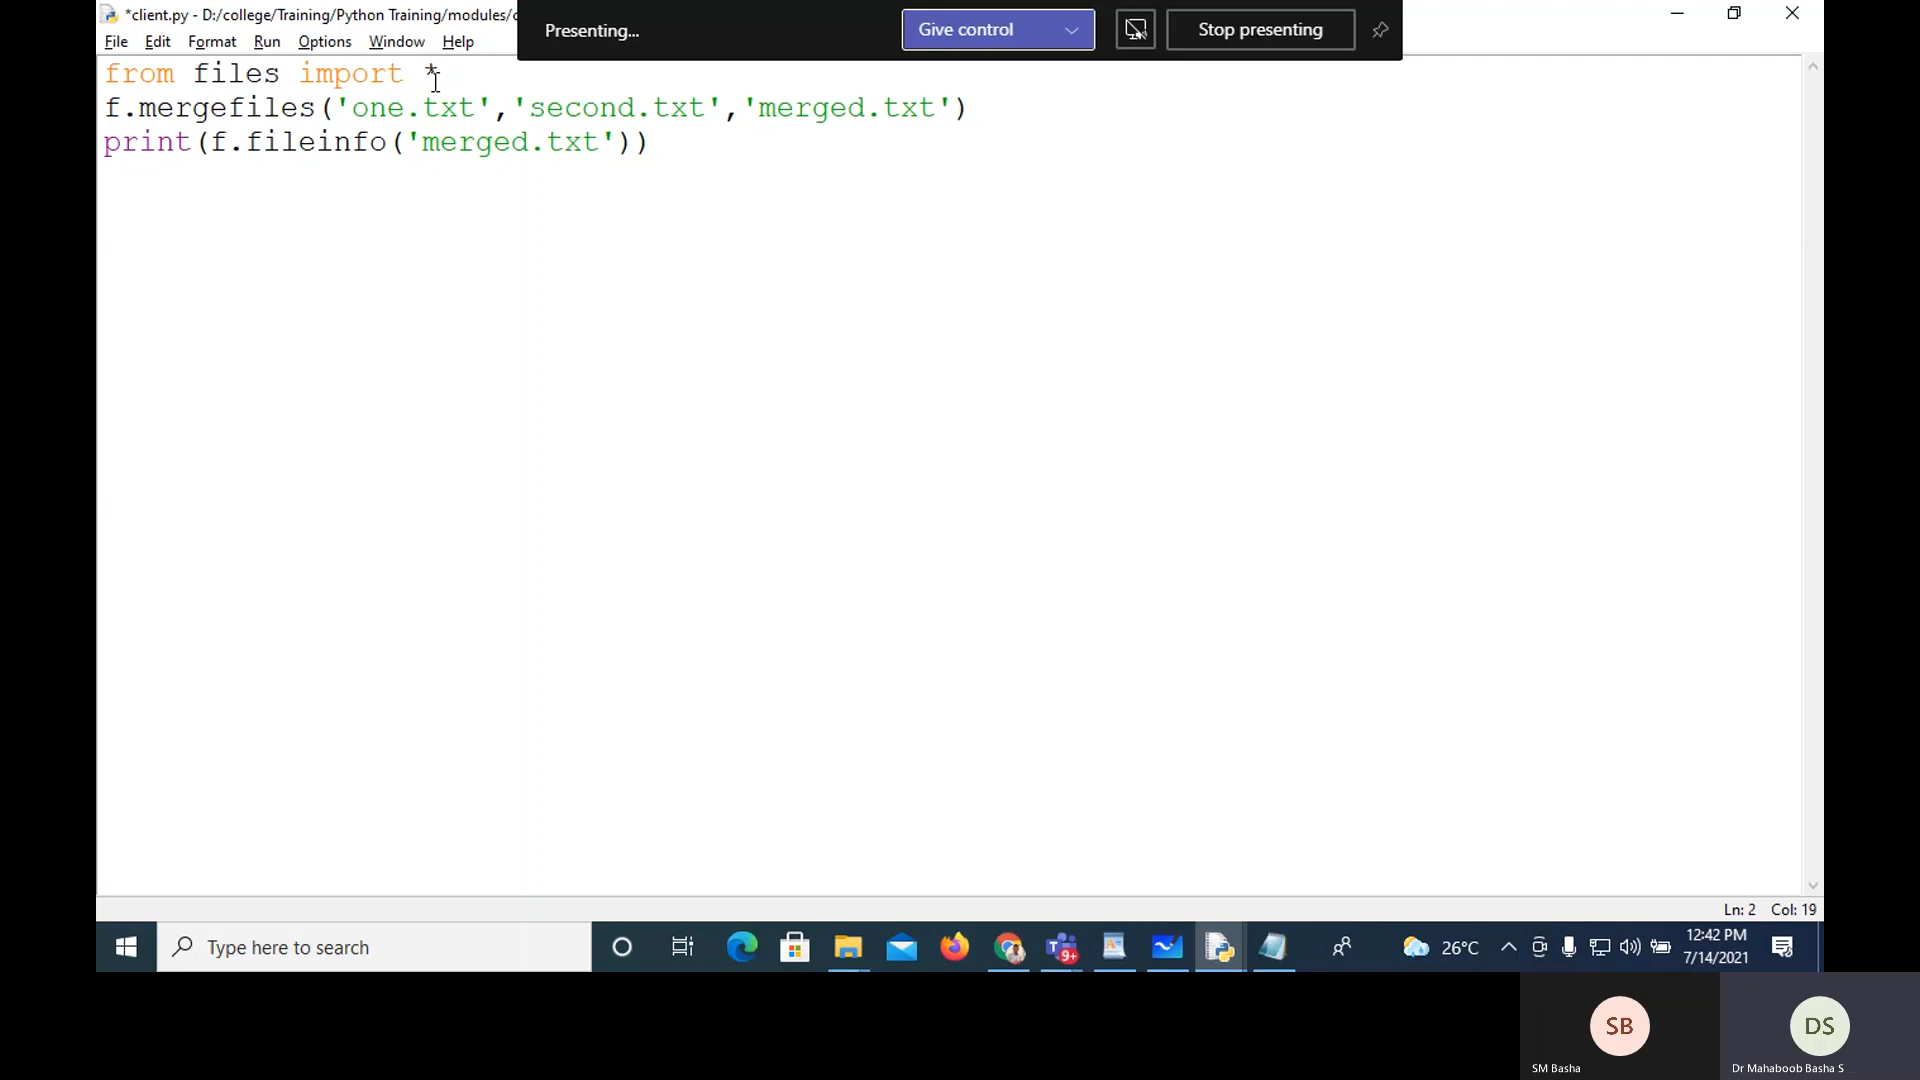 *client.py - D:/college/Training/Python Training/modules/c
Presenting...
Give control
Stop presenting
File Edit Format Run Options Window Help
from files import *
f.mergefiles('one.txt','second.txt','merged.txt')
print(f.fileinfo('merged.txt'))
Ln: 2 Col: 19
Type here to search
9+
26°C
12:42 PM
7/14/2021
SB
DS
SM Basha
Dr Mahaboob Basha S